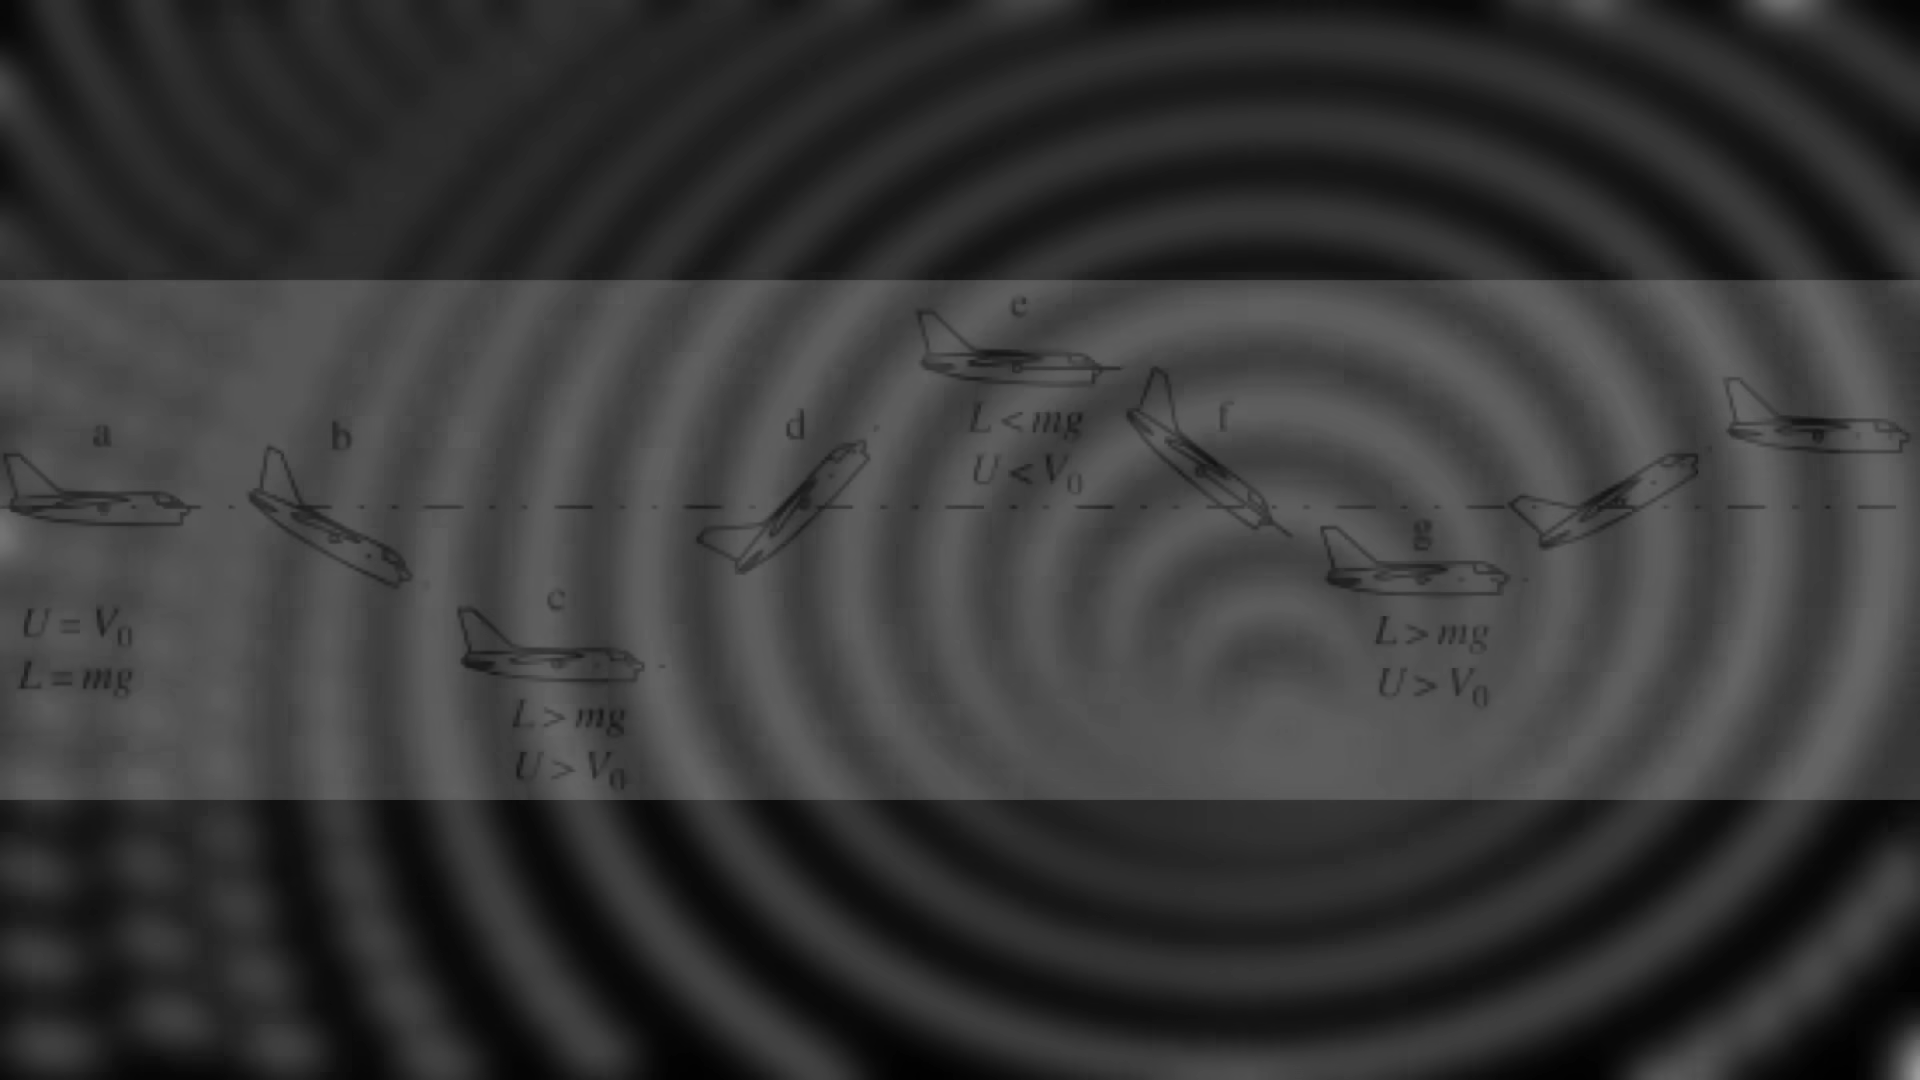 a
U = V0
L = mg
b
c
L > mg
U > V0
d
e
L < mg
U < V0
f
g
L > mg
U > V0